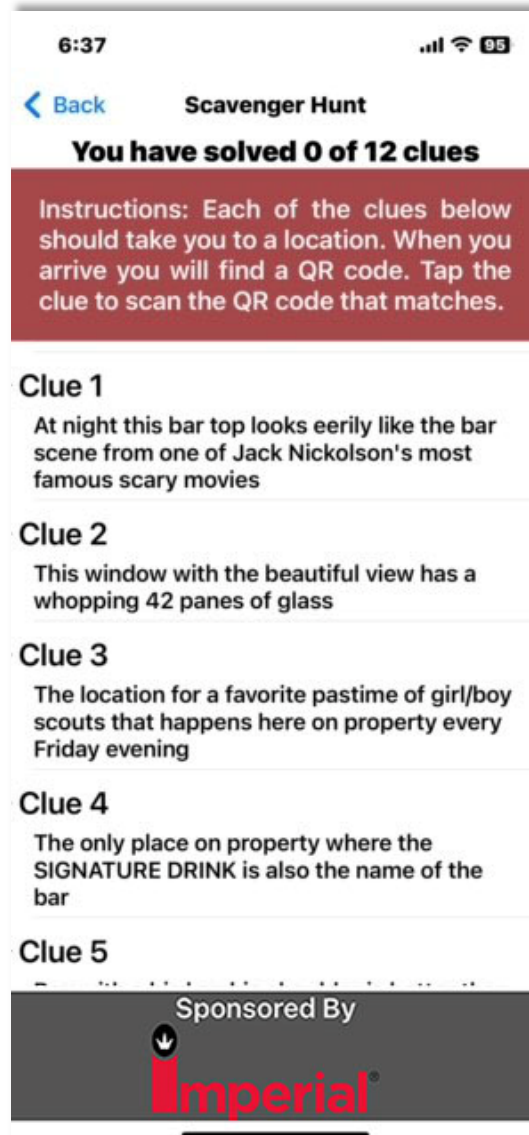 6:37
95
Back
Scavenger Hunt
You have solved 0 of 12 clues
Instructions: Each of the clues below
should take you to a location. When you
arrive you will find a QR code. Tap the
clue to scan the QR code that matches.
Clue 1
At night this bar top looks eerily like the bar
scene from one of Jack Nickolson's most
famous scary movies
Clue 2
This window with the beautiful view has a
whopping 42 panes of glass
Clue 3
The location for a favorite pastime of girl/boy
scouts that happens here on property every
Friday evening
Clue 4
The only place on property where the
SIGNATURE DRINK is also the name of the
bar
Clue 5
Sponsored By
Imperial®